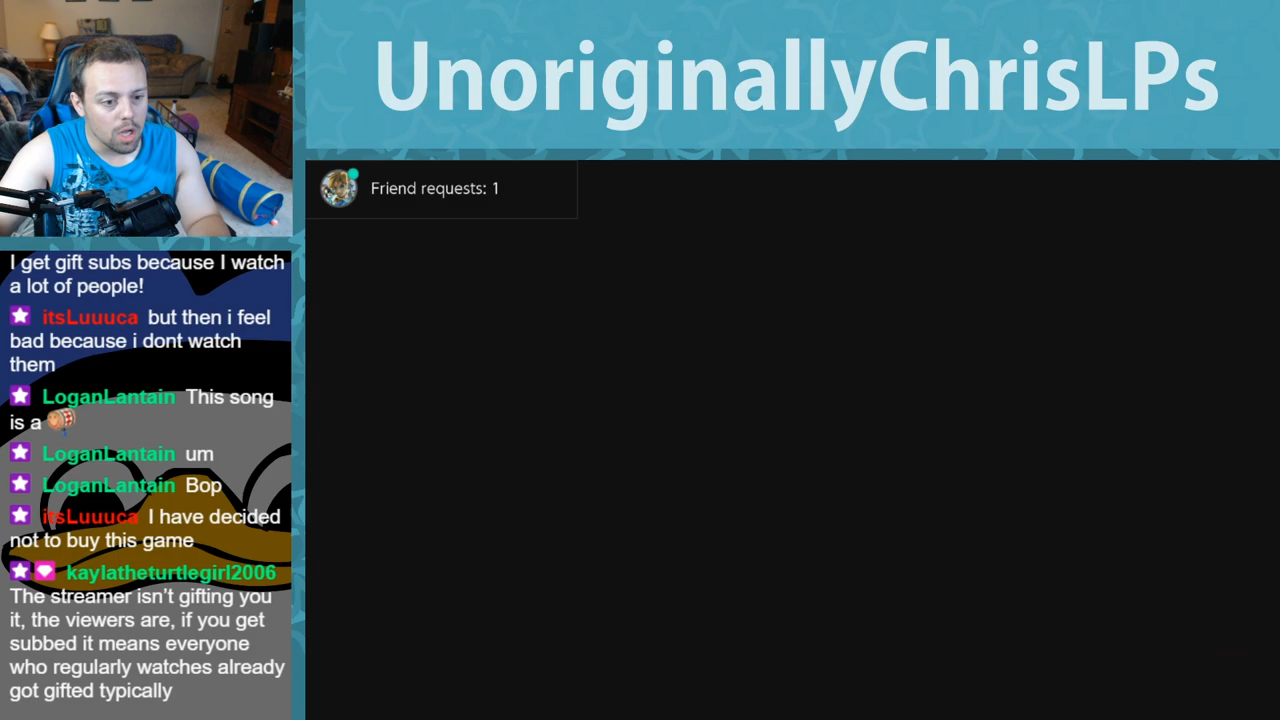 UnoriginallyChrisLPs
Friend requests: 1
I get gift subs because I watch
a lot of people!
itsLuuuca but then i feel
bad because i dont watch
them
LoganLantain This song
is a
LoganLantain um
LoganLantain Bop
itsLuuuca I have decided
not to buy this game
kaylatheturtlegirl2006
The streamer isn't gifting you
it, the viewers are, if you get
subbed it means everyone
who regularly watches already
got gifted typically